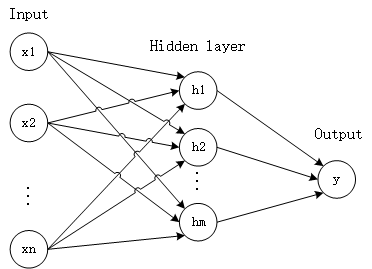 Input
Hidden layer
Output
x1
x2
⋮
xn
h1
h2
⋮
hm
y